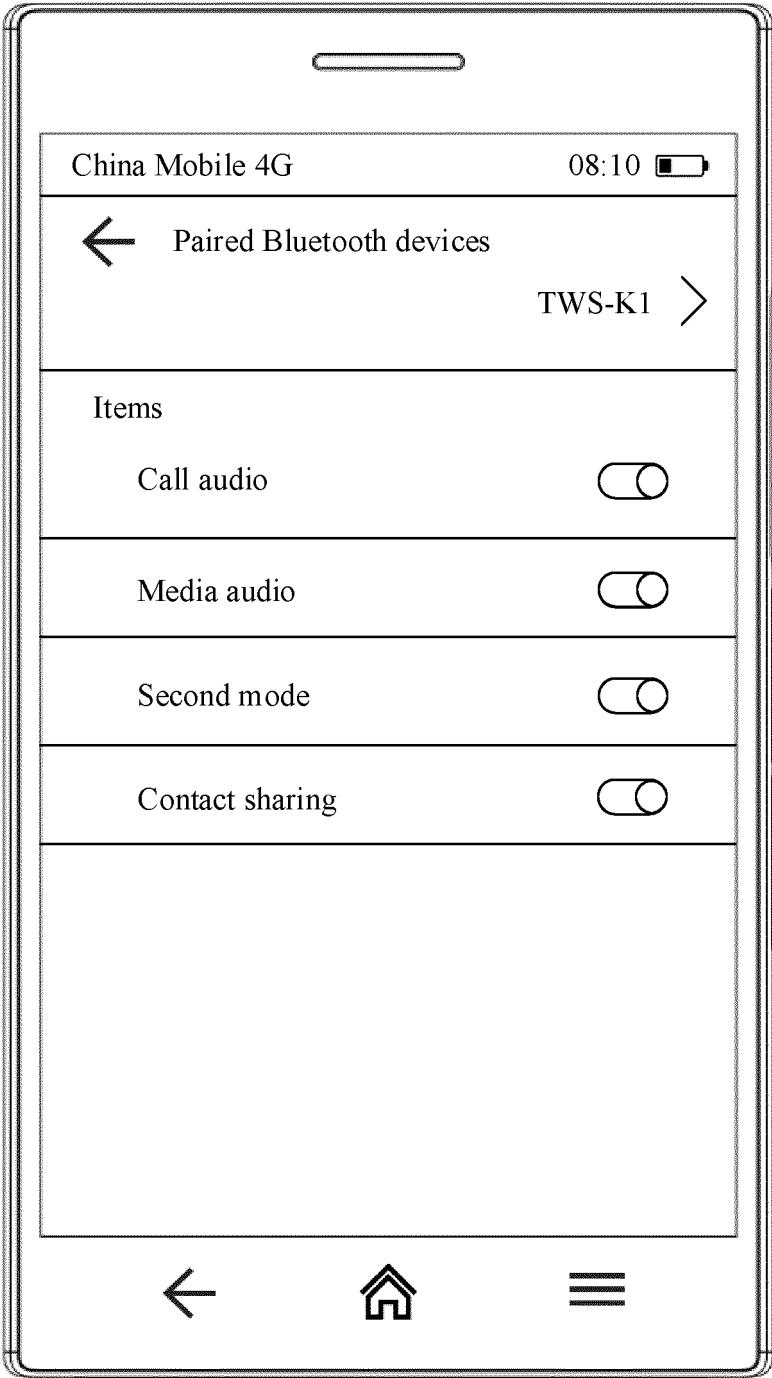 China Mobile 4G 08:10
Paired Bluetooth devices
TWS-K1
Items
Call audio
Media audio
Second mode
Contact sharing